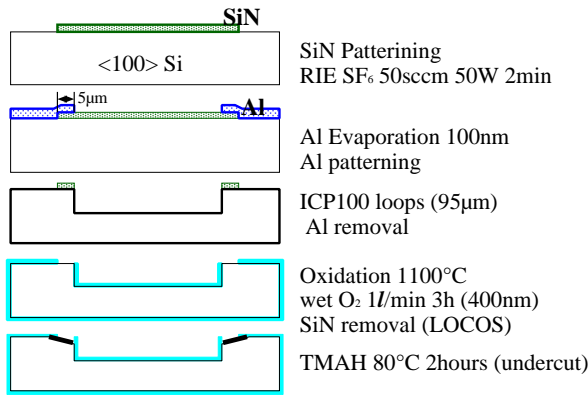 SiN
<100> Si
SiN Patterining
RIE SF₆ 50sccm 50W 2min
5μm
Al
Al Evaporation 100nm
Al patterning
ICP100 loops (95μm)
Al removal
Oxidation 1100°C
wet O₂ 1l/min 3h (400nm)
SiN removal (LOCOS)
TMAH 80°C 2hours (undercut)